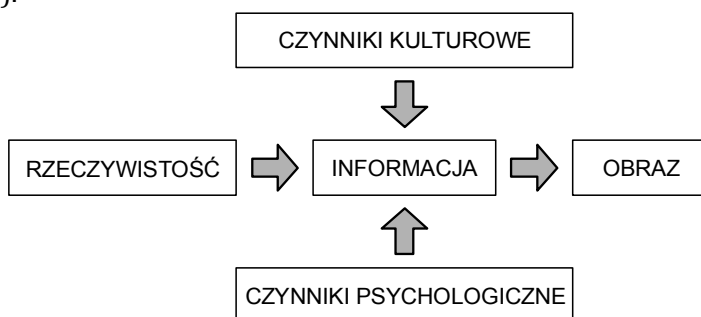 ).
CZYNNIKI KULTUROWE
RZECZYWISTOŚĆ INFORMACJA OBRAZ
CZYNNIKI PSYCHOLOGICZNE